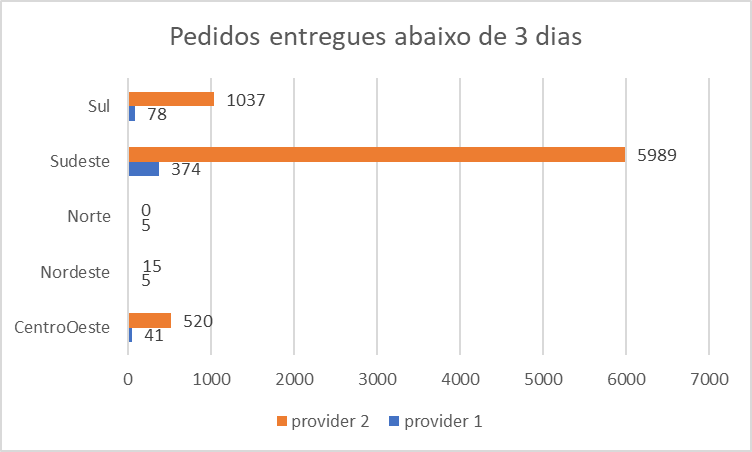 Pedidos entregues abaixo de 3 dias
Sul
1037
78
Sudeste
5989
374
Norte
0
5
Nordeste
15
5
CentroOeste
520
41
0 1000 2000 3000 4000 5000 6000 7000
provider 2 provider 1